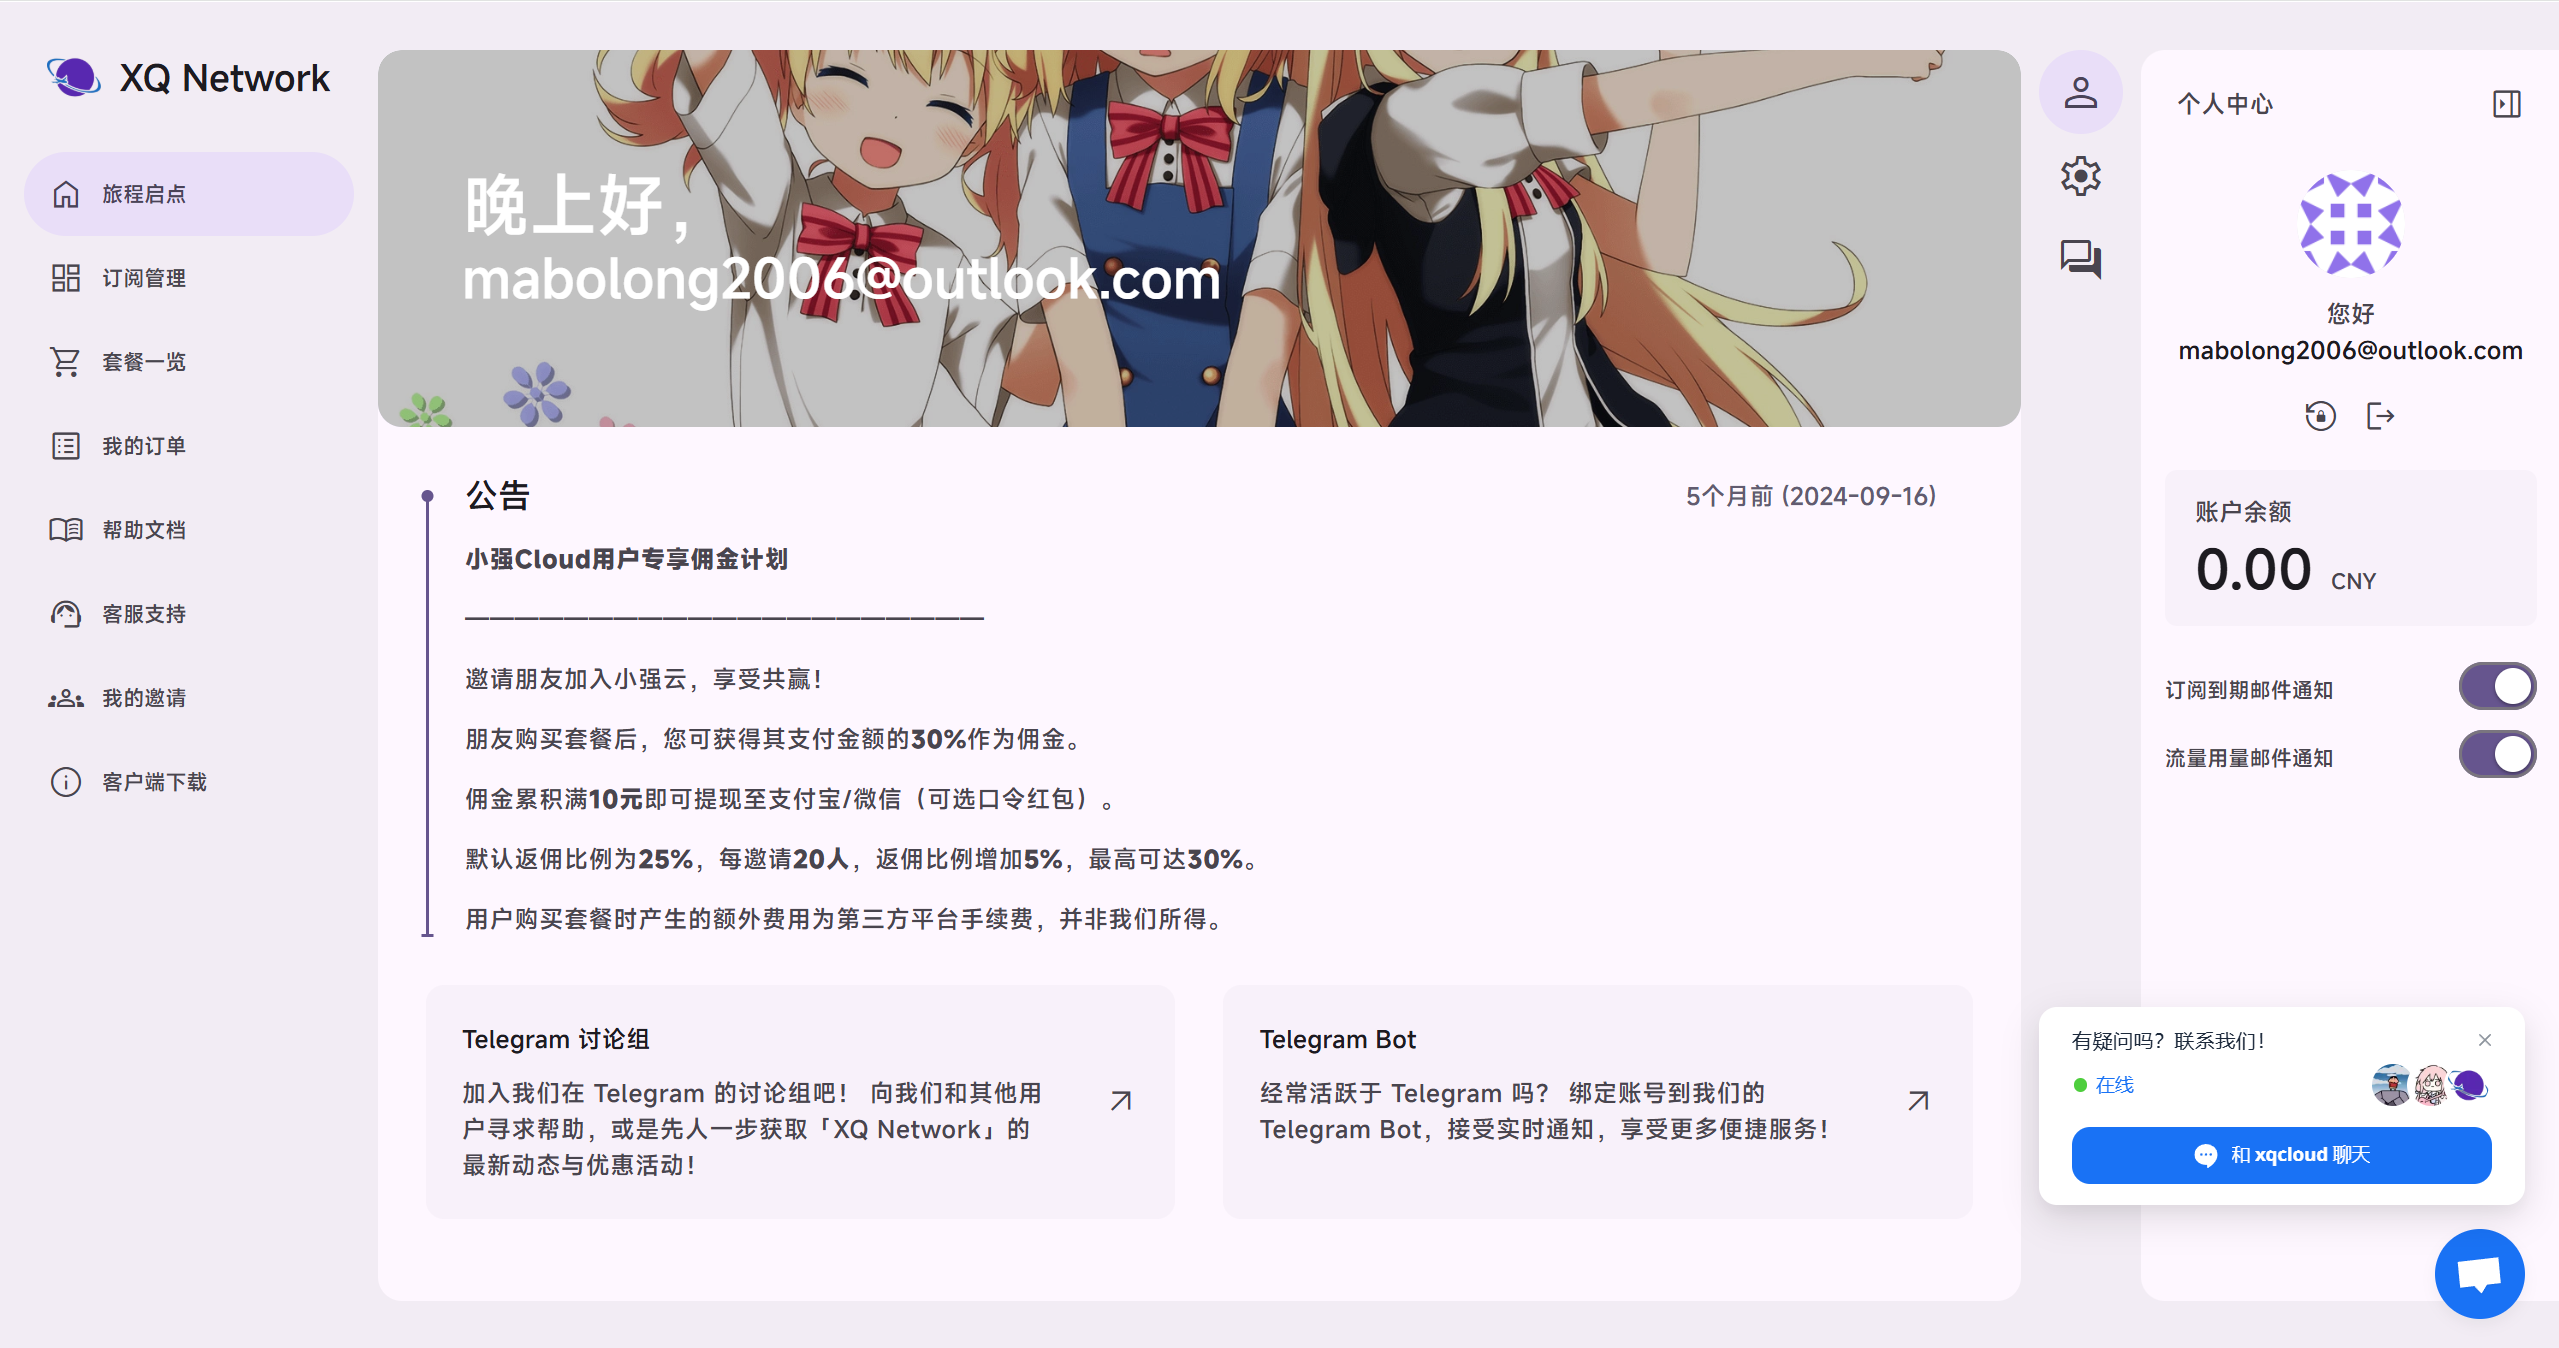 XQ Network
旅程启点
订阅管理
套餐一览
我的订单
帮助文档
客服支持
我的邀请
客户端下载
晚上好，
mabolong2006@outlook.com
公告
5个月前 (2024-09-16)
小强Cloud用户专享佣金计划
—————————————————————
邀请朋友加入小强云，享受共赢！
朋友购买套餐后，您可获得其支付金额的30%作为佣金。
佣金累积满10元即可提现至支付宝/微信（可选口令红包）。
默认返佣比例为25%，每邀请20人，返佣比例增加5%，最高可达30%。
用户购买套餐时产生的额外费用为第三方平台手续费，并非我们所得。
Telegram 讨论组
加入我们在 Telegram 的讨论组吧！ 向我们和其他用
户寻求帮助，或是先人一步获取「XQ Network」的
最新动态与优惠活动！
Telegram Bot
经常活跃于 Telegram 吗？ 绑定账号到我们的
Telegram Bot，接受实时通知，享受更多便捷服务！
个人中心
您好
mabolong2006@outlook.com
账户余额
0.00 CNY
订阅到期邮件通知
流量用量邮件通知
有疑问吗？联系我们！
在线
和 xqcloud 聊天